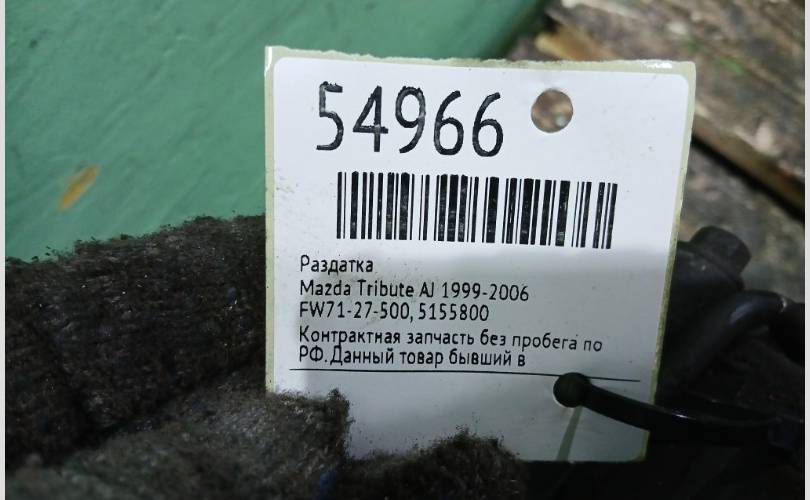 54966
Раздатка
Mazda Tribute AJ 1999-2006
FW71-27-500, 5155800
Контрактная запчасть без пробега по
РФ. Данный товар бывший в